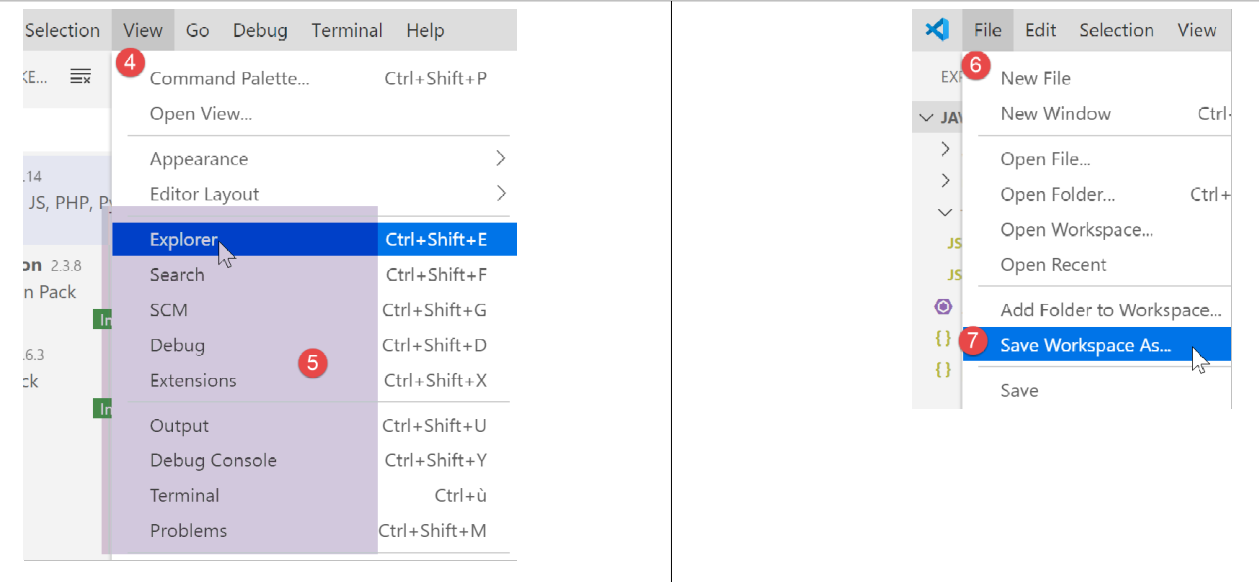 Selection View Go Debug Terminal Help
4
KE...
Command Palette... Ctrl+Shift+P
Open View...
Appearance
.14
JS, PHP,
Editor Layout
Explorer Ctrl+Shift+E
on 2.3.8
Search Ctrl+Shift+F
n Pack
SCM Ctrl+Shift+G
In
Debug Ctrl+Shift+D
.6.3
5
ck
Extensions Ctrl+Shift+X
In
Output Ctrl+Shift+U
Debug Console Ctrl+Shift+Y
Terminal Ctrl+ù
Problems Ctrl+Shift+M
File Edit Selection View
6
EXP
New File
JAV
New Window Ctrl+
Open File...
Open Folder... Ctrl+
Open Workspace...
JS
Open Recent
JS
Add Folder to Workspace...
{}
7
Save Workspace As...
{}
Save